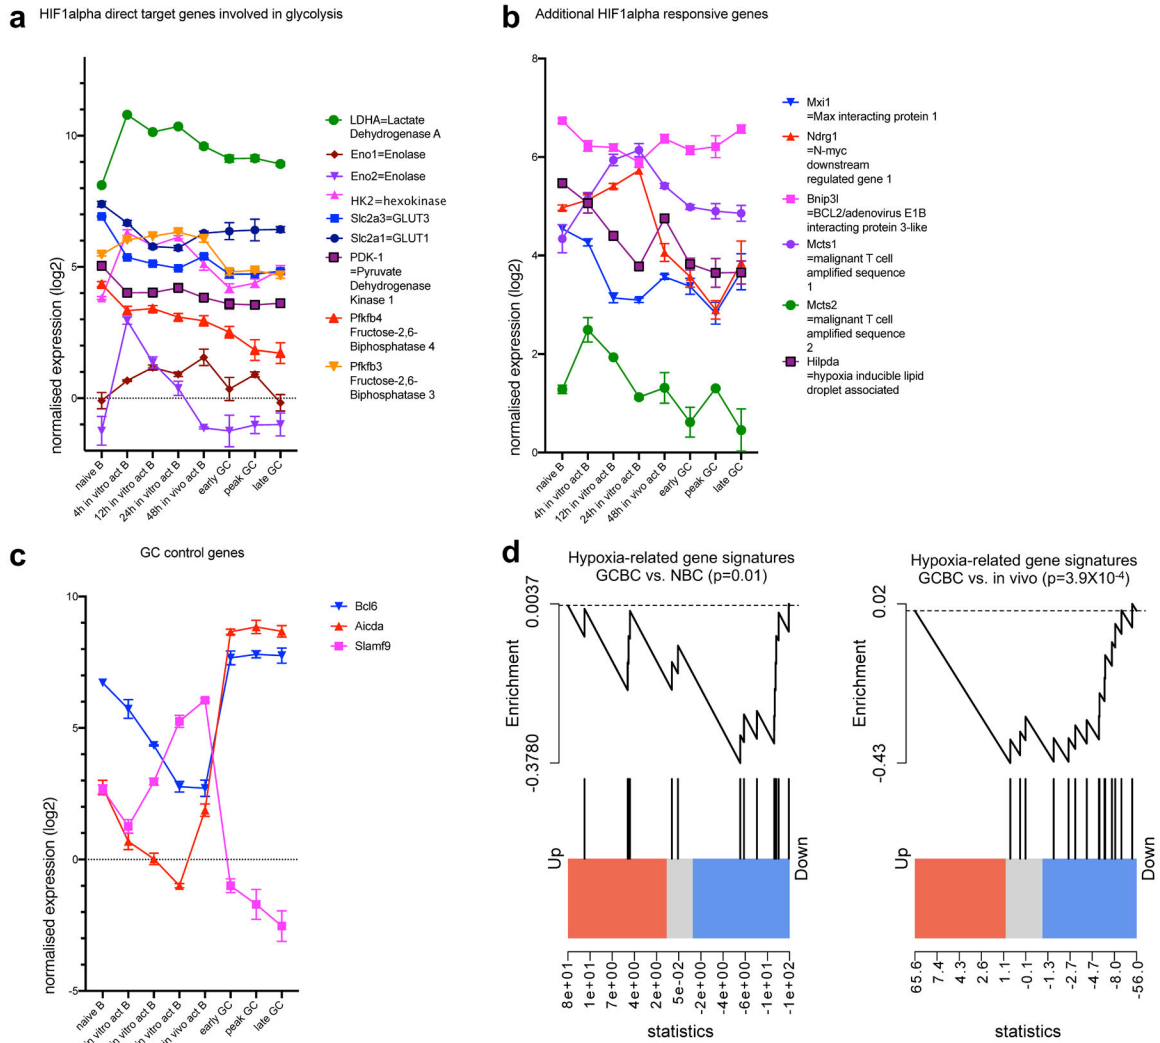 a HIF1alpha direct target genes involved in glycolysis
normalised expression (log2)
10
5
0
naive B
4h in vitro act B
12h in vitro act B
24h in vitro act B
48h in vivo act B
early GC
peak GC
late GC
LDHA=Lactate
Dehydrogenase A
Eno1=Enolase
Eno2=Enolase
HK2=hexokinase
Slc2a3=GLUT3
Slc2a1=GLUT1
PDK-1
=Pyruvate
Dehydrogenase
Kinase 1
Pfkfb4
Fructose-2,6-
Biphosphatase 4
Pfkfb3
Fructose-2,6-
Biphosphatase 3
b Additional HIF1alpha responsive genes
normalised expression (log2)
8
6
4
2
0
naive B
4h in vitro act B
12h in vitro act B
24h in vitro act B
48h in vivo act B
early GC
peak GC
late GC
Mxi1
=Max interacting protein 1
Ndrg1
=N-myc
downstream
regulated gene 1
Bnip3l
=BCL2/adenovirus E1B
interacting protein 3-like
Mcts1
=malignant T cell
amplified sequence
1
Mcts2
=malignant T cell
amplified sequence
2
Hilpda
=hypoxia inducible lipid
droplet associated
c GC control genes
normalised expression (log2)
10
5
0
-5
naive B
in vitro act B
in vitro act B
in vitro act B
in vivo act B
early GC
peak GC
late GC
Bcl6
Aicda
Slamf9
d
Hypoxia-related gene signatures
GCBC vs. NBC (p=0.01)
Enrichment
0.0037
-0.3780
Up
Down
8e+01
1e+01
7e+00
4e+00
2e+00
5e-02
-2e+00
-6e+00
-1e+01
-1e+02
statistics
Hypoxia-related gene signatures
GCBC vs. in vivo (p=3.9X10-4)
Enrichment
0.02
-0.43
Up
Down
65.6
7.4
4.3
2.6
1.1
-0.1
-1.3
-2.7
-4.7
-8.0
-56.0
statistics